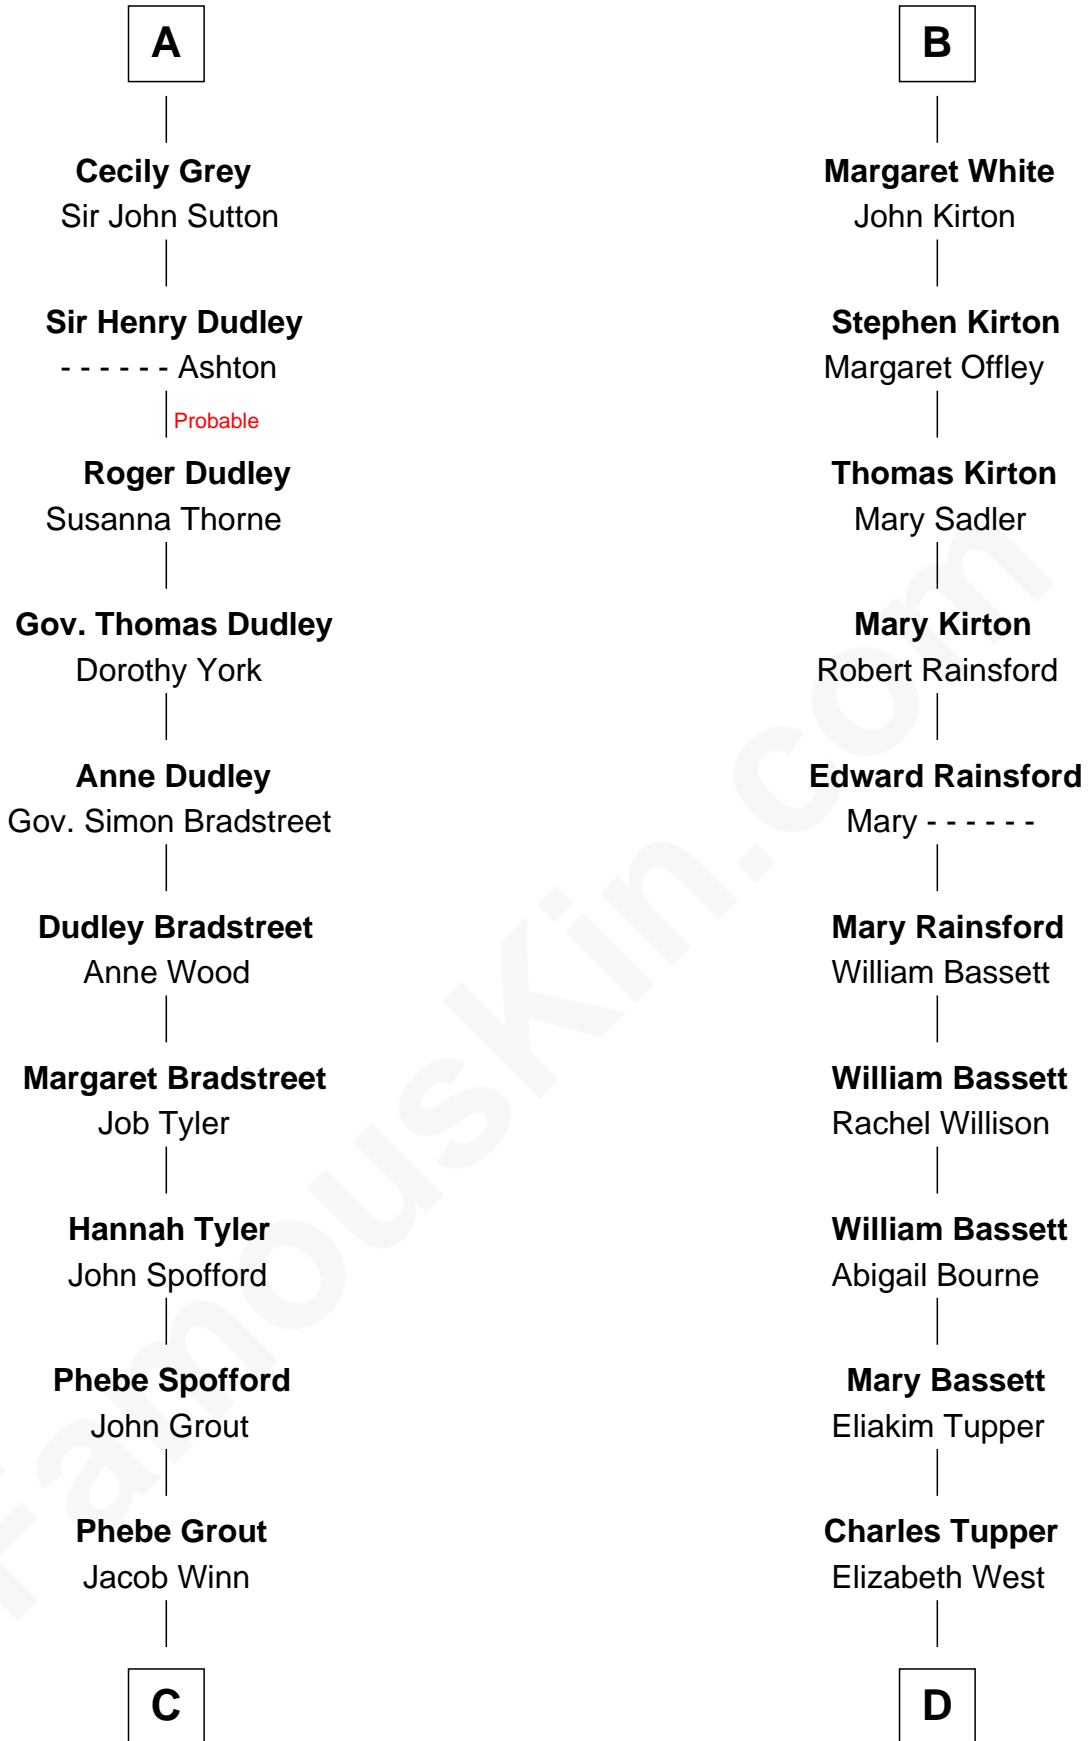 A
Cecily Grey
Sir John Sutton
Sir Henry Dudley
- - - - - - Ashton
Probable
Roger Dudley
Susanna Thorne
Gov. Thomas Dudley
Dorothy York
Anne Dudley
Gov. Simon Bradstreet
Dudley Bradstreet
Anne Wood
Margaret Bradstreet
Job Tyler
Hannah Tyler
John Spofford
Phebe Spofford
John Grout
Phebe Grout
Jacob Winn
C
B
Margaret White
John Kirton
Stephen Kirton
Margaret Offley
Thomas Kirton
Mary Sadler
Mary Kirton
Robert Rainsford
Edward Rainsford
Mary - - - - - -
Mary Rainsford
William Bassett
William Bassett
Rachel Willison
William Bassett
Abigail Bourne
Mary Bassett
Eliakim Tupper
Charles Tupper
Elizabeth West
D
FamousKin.com